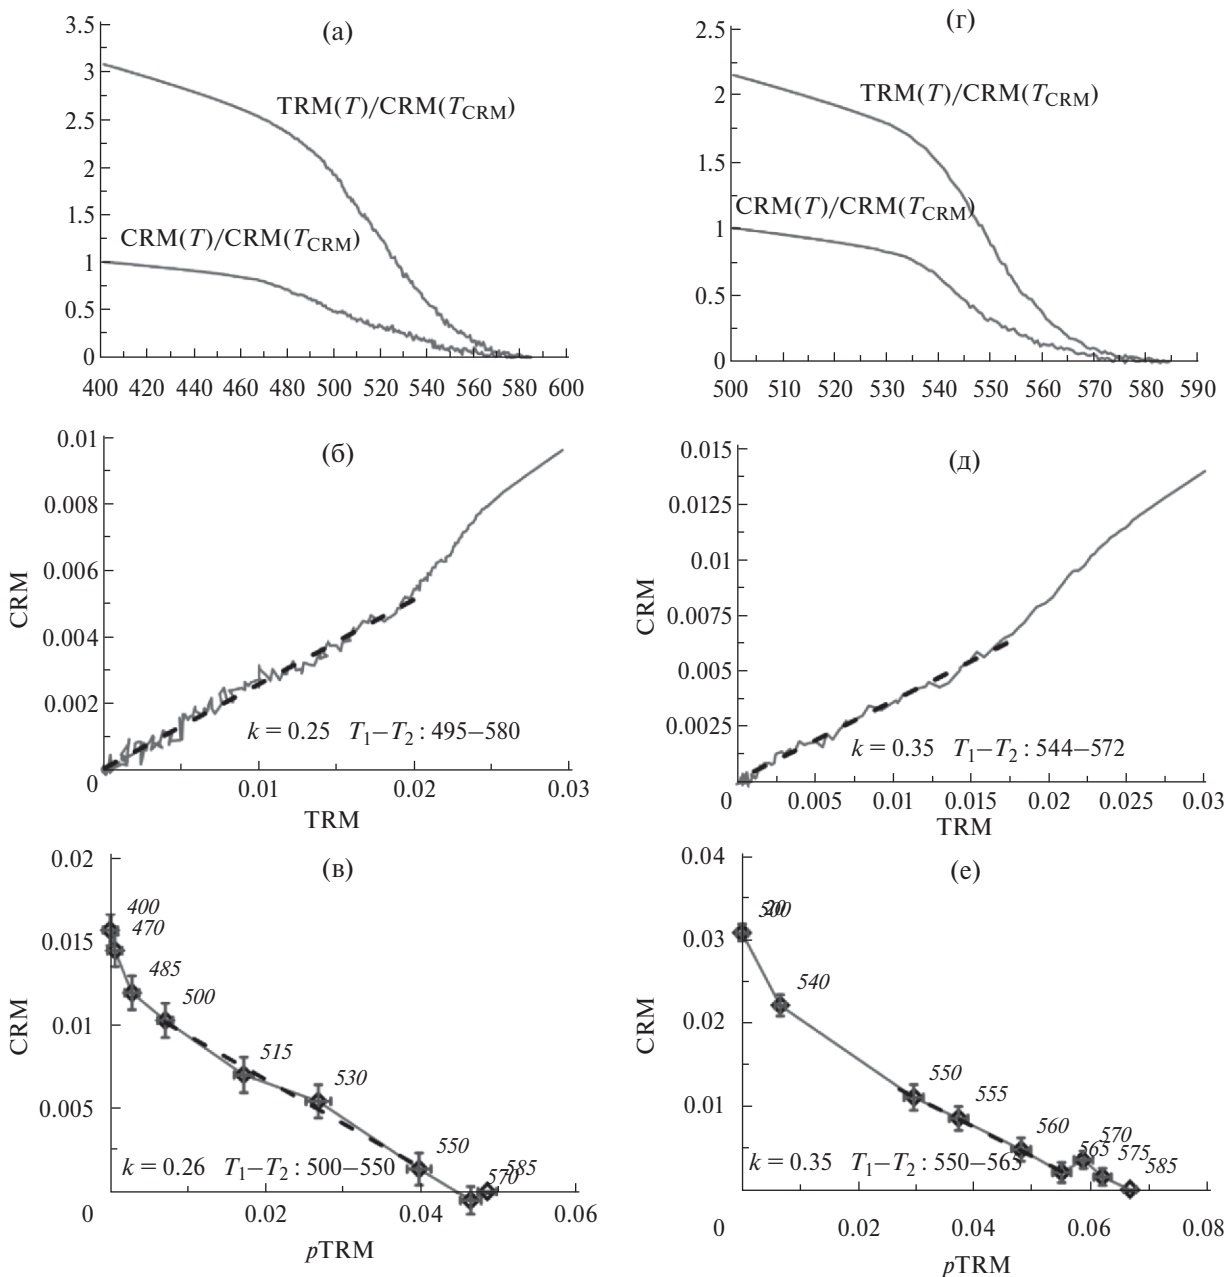 (а)
3.5
3
2.5
2
1.5
1
0.5
0
TRM(T)/CRM(T_CRM)
CRM(T)/CRM(T_CRM)
400 420 440 460 480 500 520 540 560 580 600
(г)
2.5
2
1.5
1
0.5
0
TRM(T)/CRM(T_CRM)
CRM(T)/CRM(T_CRM)
500 510 520 530 540 550 560 570 580 590
(б)
0.01
0.008
0.006
0.004
0.002
0
CRM
k = 0.25 T₁–T₂ : 495–580
0.01 0.02 0.03
TRM
(д)
0.015
0.0125
0.01
0.0075
0.005
0.0025
0
CRM
k = 0.35 T₁–T₂ : 544–572
0.005 0.01 0.015 0.02 0.025 0.03
TRM
(в)
0.02
0.015
0.01
0.005
CRM
400
470
485
500
515
530
550
570
585
k = 0.26 T₁–T₂ : 500–550
0 0.02 0.04 0.06
pTRM
(е)
0.04
0.03
0.02
0.01
CRM
20
500
540
550
555
560
565
570
575
585
k = 0.35 T₁–T₂ : 550–565
0 0.02 0.04 0.06 0.08
pTRM